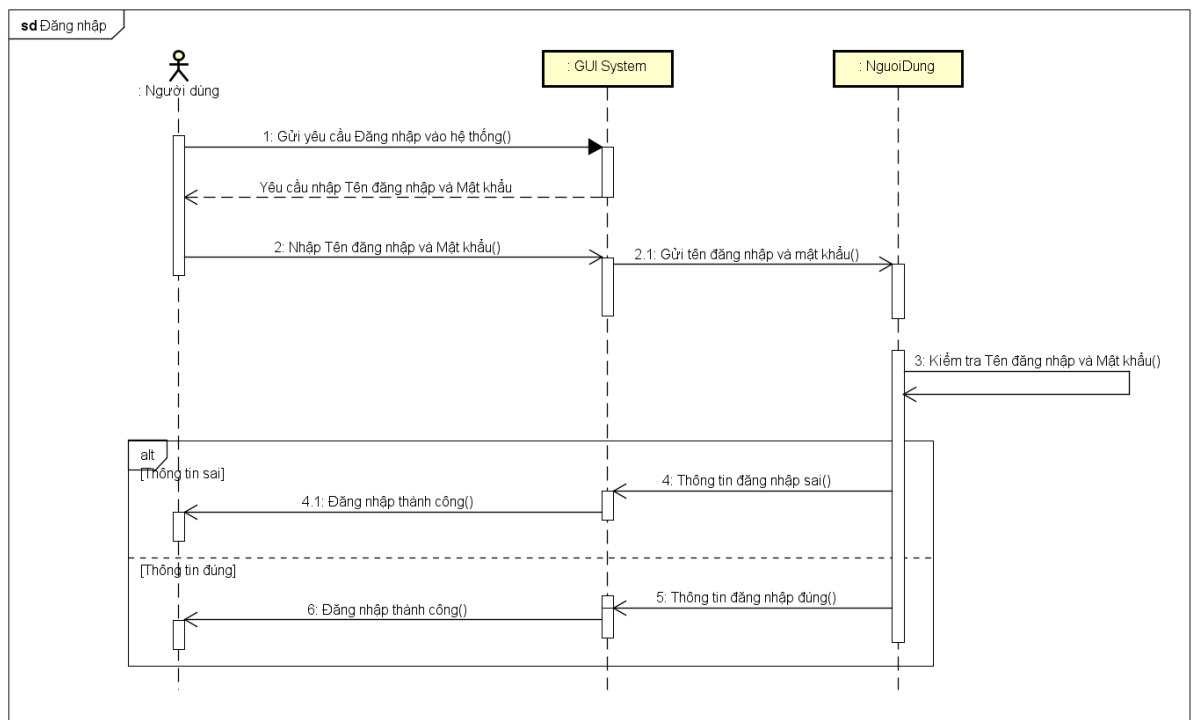 sd Đăng nhập
: Người dùng
: GUI System
: NguoiDung
1: Gửi yêu cầu Đăng nhập vào hệ thống()
Yêu cầu nhập Tên đăng nhập và Mật khẩu
2: Nhập Tên đăng nhập và Mật khẩu()
2.1: Gửi tên đăng nhập và mật khẩu()
3: Kiểm tra Tên đăng nhập và Mật khẩu()
alt
[Thông tin sai]
4: Thông tin đăng nhập sai()
4.1: Đăng nhập thành công()
[Thông tin đúng]
5: Thông tin đăng nhập đúng()
6: Đăng nhập thành công()